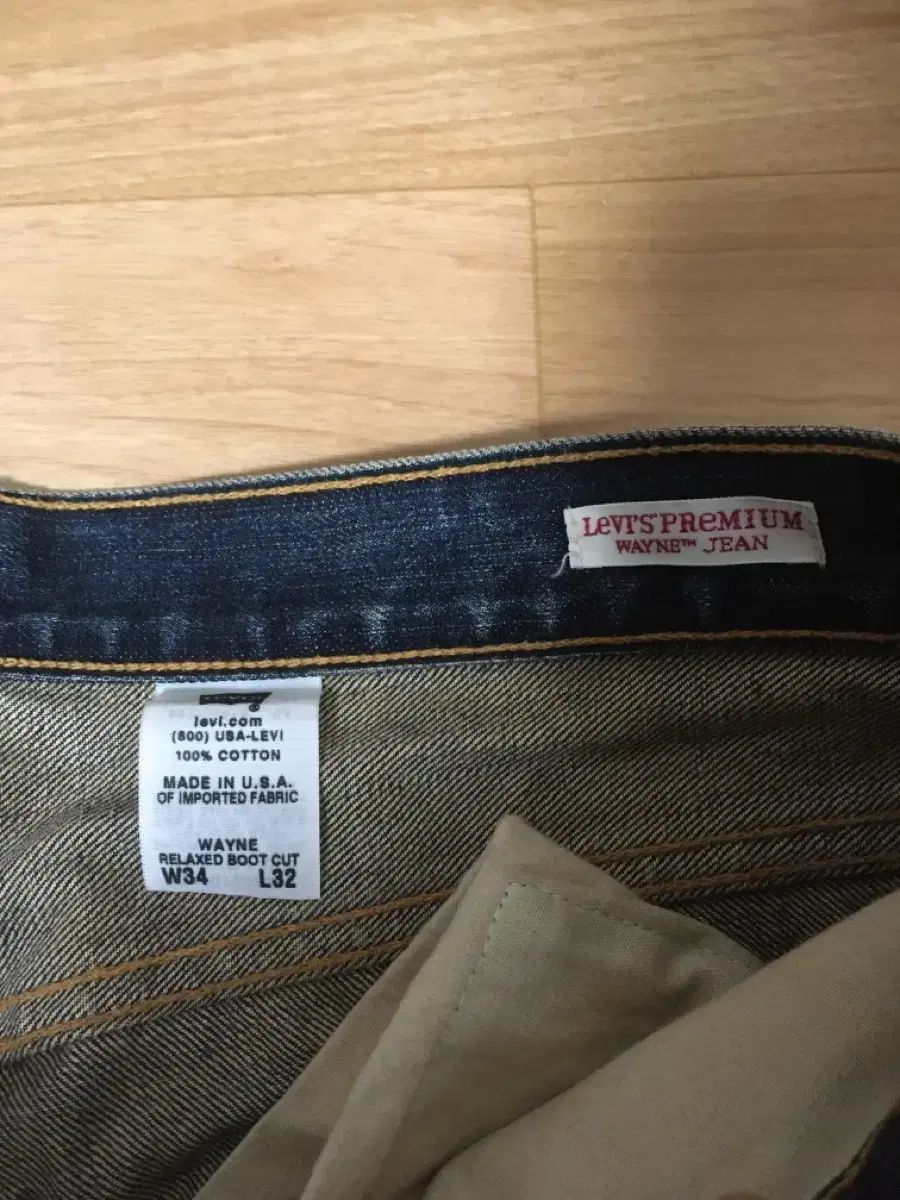 LEVI'S PREMIUM
WAYNE™ JEAN
®
levi.com
(800) USA-LEVI
100% COTTON
MADE IN U.S.A.
OF IMPORTED FABRIC
WAYNE
RELAXED BOOT CUT
W34 L32